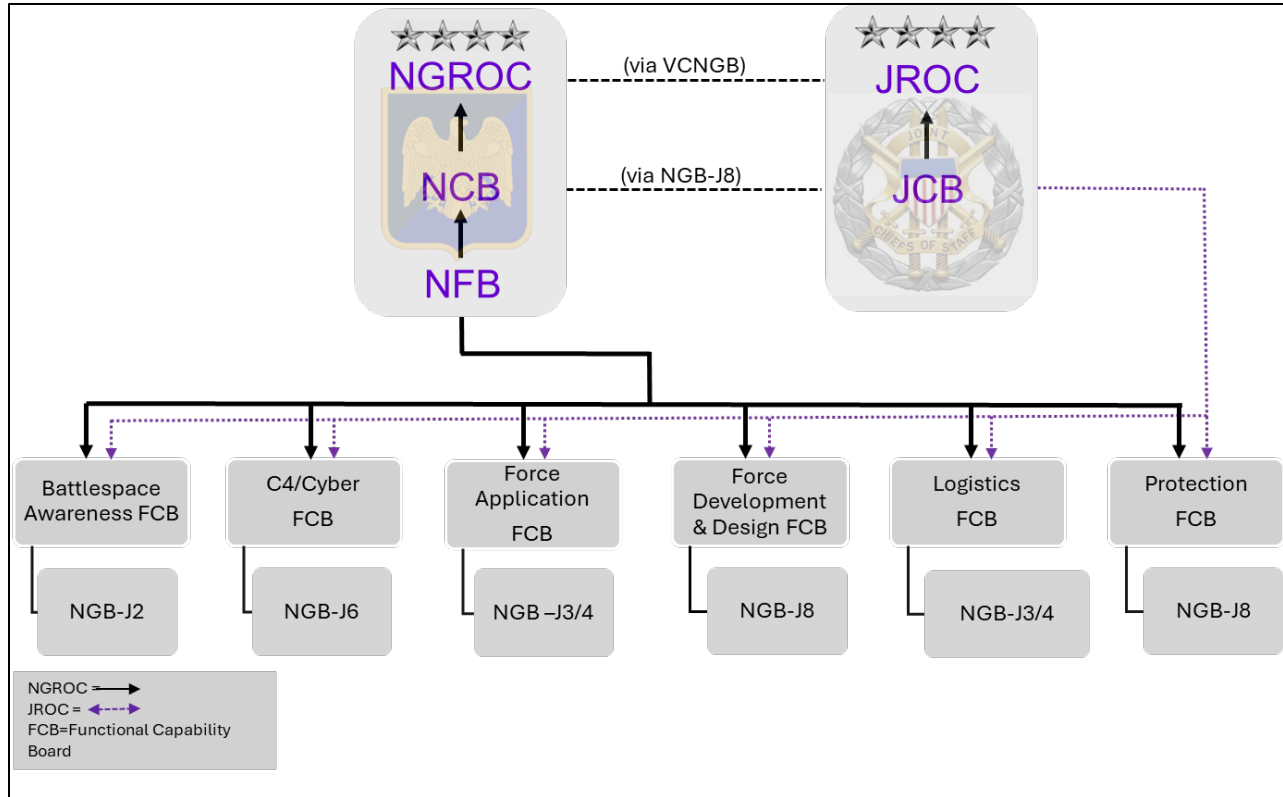 NGROC
(via VCNGB)
JROC
JOINT
NCB
(via NGB-J8)
JCB
CHIEFS OF STAFF
NFB
Battlespace
Awareness FCB
C4/Cyber
FCB
Force
Application
FCB
Force
Development
& Design FCB
Logistics
FCB
Protection
FCB
NGB-J2
NGB-J6
NGB –J3/4
NGB-J8
NGB-J3/4
NGB-J8
NGROC =
JROC =
FCB=Functional Capability
Board